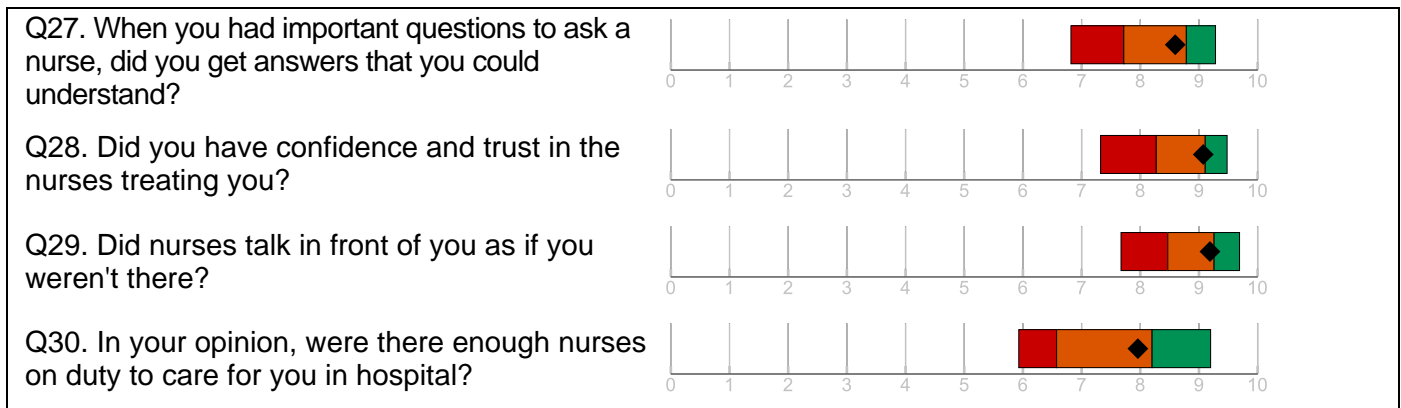 Q27. When you had important questions to ask a
nurse, did you get answers that you could
understand?
0 1 2 3 4 5 6 7 8 9 10
Q28. Did you have confidence and trust in the
nurses treating you?
0 1 2 3 4 5 6 7 8 9 10
Q29. Did nurses talk in front of you as if you
weren't there?
0 1 2 3 4 5 6 7 8 9 10
Q30. In your opinion, were there enough nurses
on duty to care for you in hospital?
0 1 2 3 4 5 6 7 8 9 10